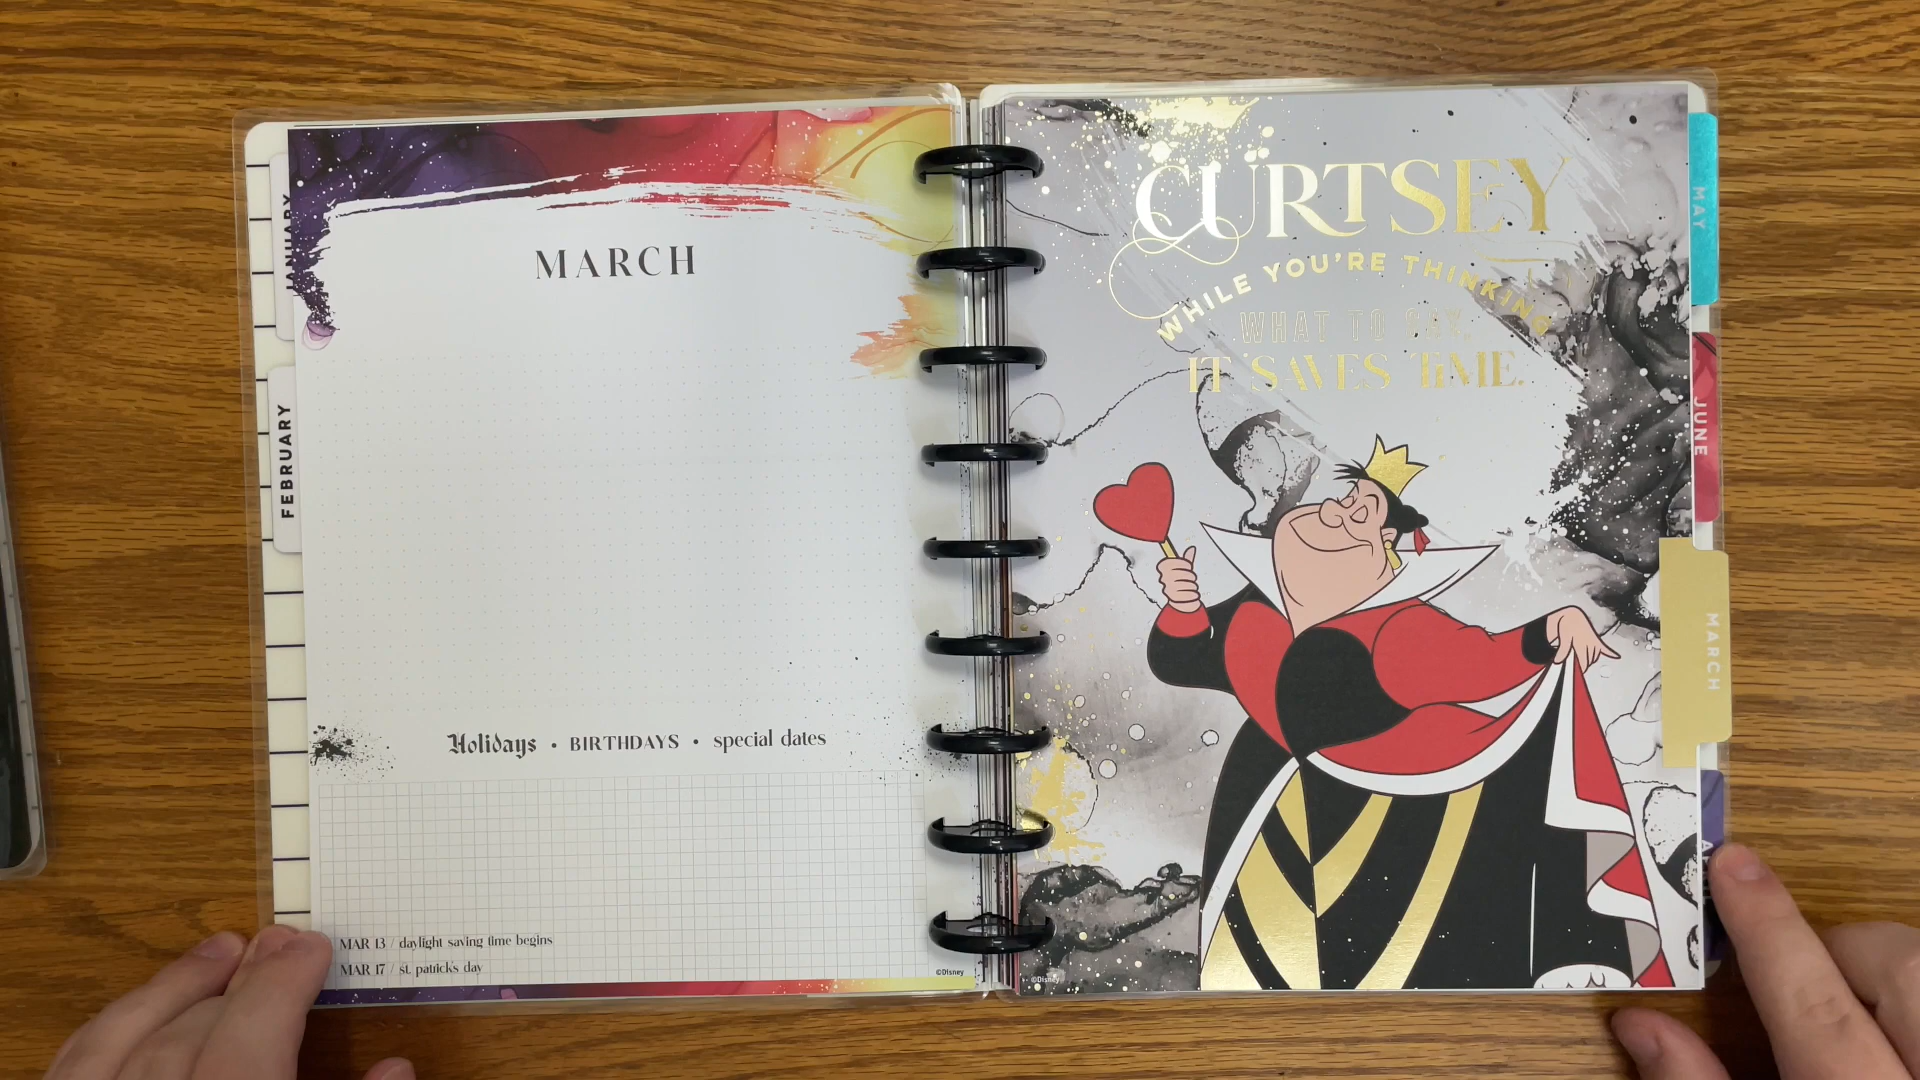 JANUARY
FEBRUARY
MARCH
Holidays • BIRTHDAYS • special dates
MAR 13 / daylight saving time begins
MAR 17 / st. patrick's day
©Disney
CURTSEY
WHILE YOU'RE THINKING
WHAT TO SAY.
IT SAVES TIME.
©Disney
MAY
JUNE
MARCH